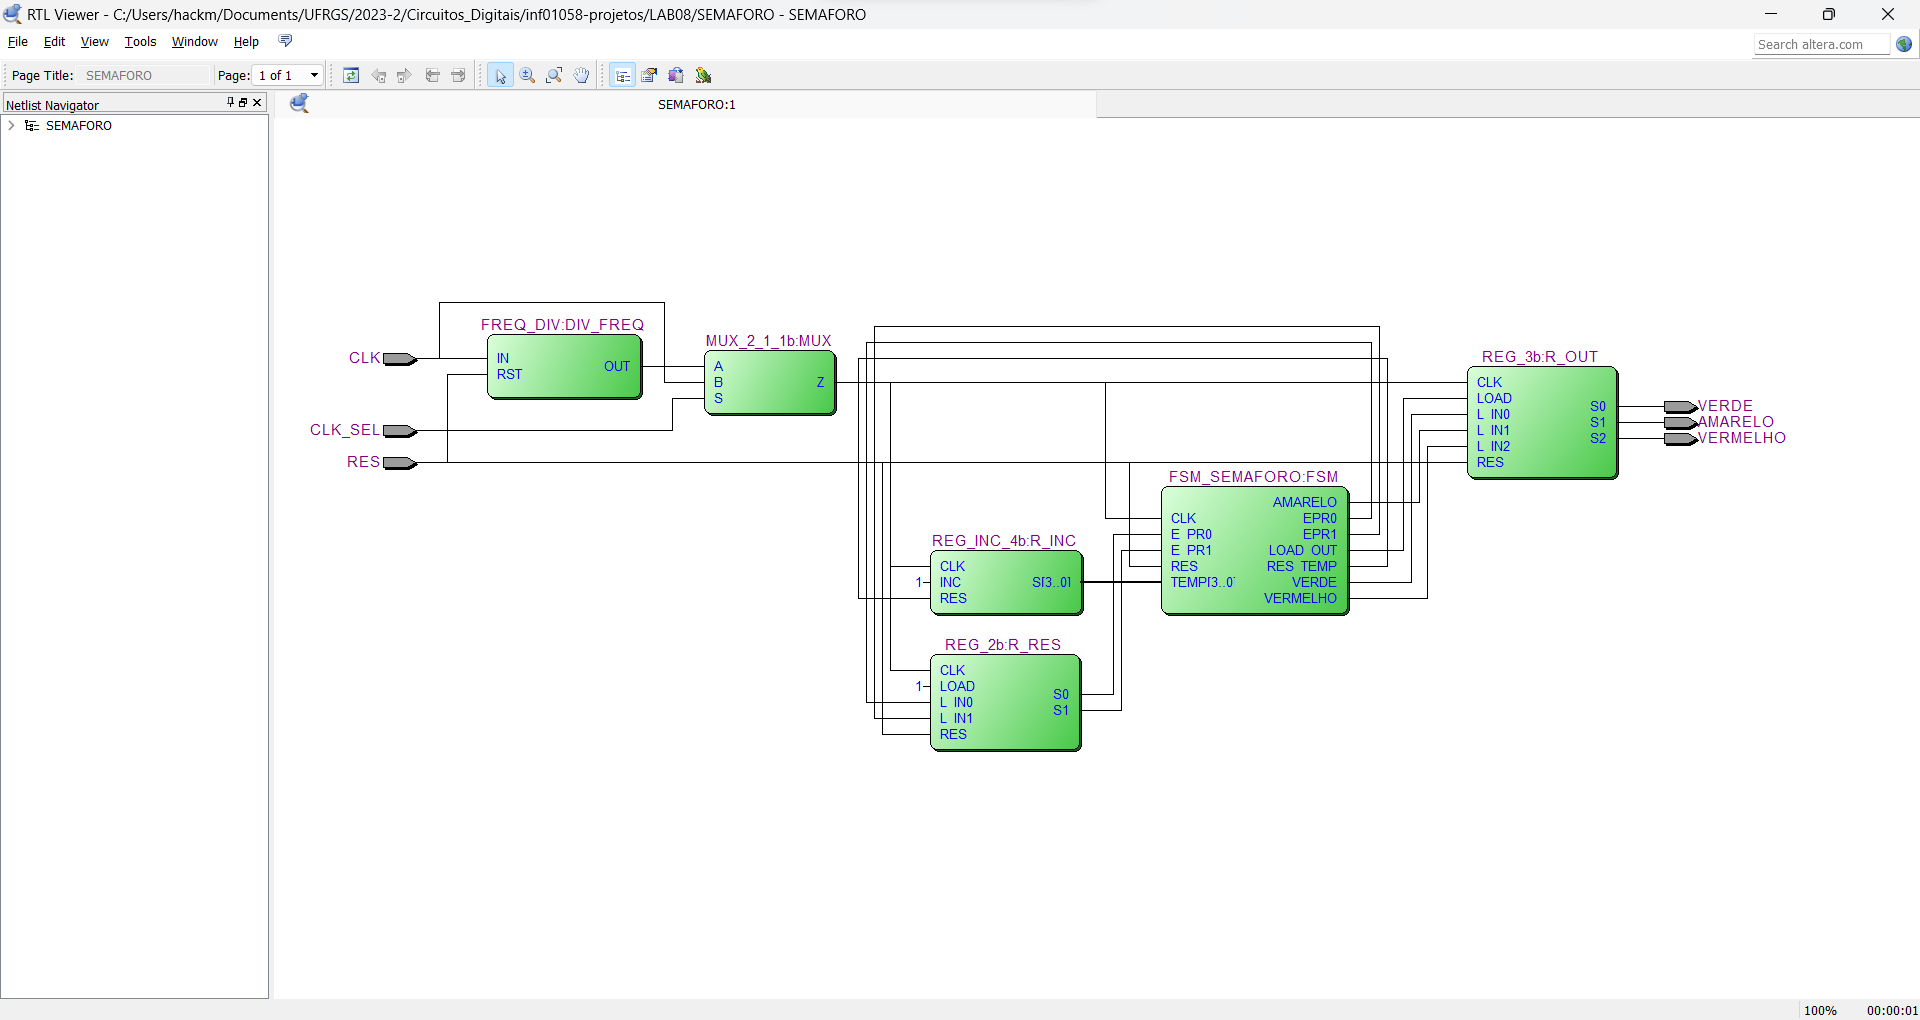 RTL Viewer - C:/Users/hackm/Documents/UFRGS/2023-2/Circuitos_Digitais/inf01058-projetos/LAB08/SEMAFORO - SEMAFORO
File Edit View Tools Window Help
Search altera.com
Page Title: SEMAFORO Page: 1 of 1
Netlist Navigator
SEMAFORO:1
SEMAFORO
FREQ_DIV:DIV_FREQ
IN
RST
OUT
MUX_2_1_1b:MUX
A
B
S
Z
CLK
CLK_SEL
RES
REG_3b:R_OUT
CLK
LOAD
L_IN0
L_IN1
L_IN2
RES
S0
S1
S2
VERDE
AMARELO
VERMELHO
FSM_SEMAFORO:FSM
CLK
E_PR0
E_PR1
RES
TEMP[3..0]
AMARELO
EPR0
EPR1
LOAD_OUT
RES_TEMP
VERDE
VERMELHO
REG_INC_4b:R_INC
CLK
1 INC
RES
S[3..0]
REG_2b:R_RES
CLK
1 LOAD
L_IN0
L_IN1
RES
S0
S1
100% 00:00:01